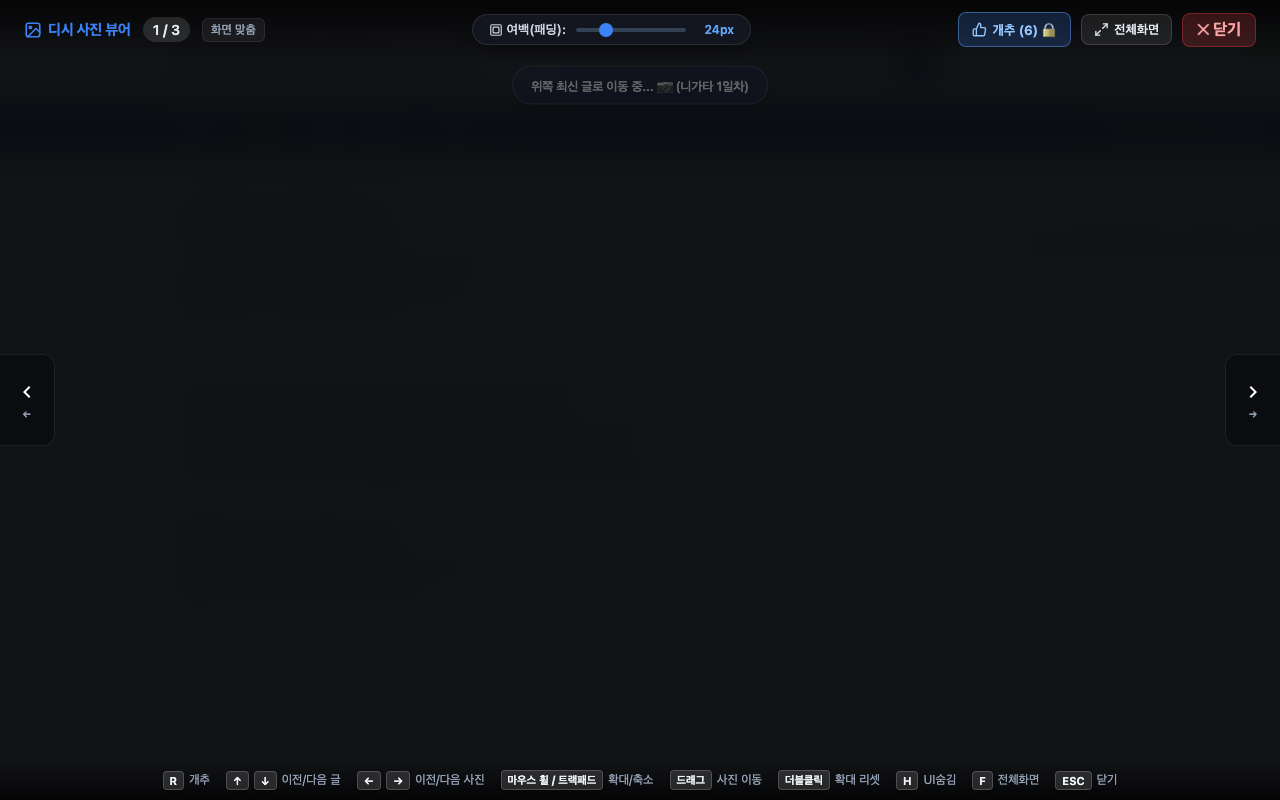 디시 사진 뷰어 1 / 3 화면 맞춤 여백(패딩): 24px 개추 (6) 🔒 전체화면 닫기
위쪽 최신 글로 이동 중... 📷 (니가타 1일차)
←
→
R 개추 ↑ ↓ 이전/다음 글 ← → 이전/다음 사진 마우스 휠 / 트랙패드 확대/축소 드래그 사진 이동 더블클릭 확대 리셋 H UI숨김 F 전체화면 ESC 닫기